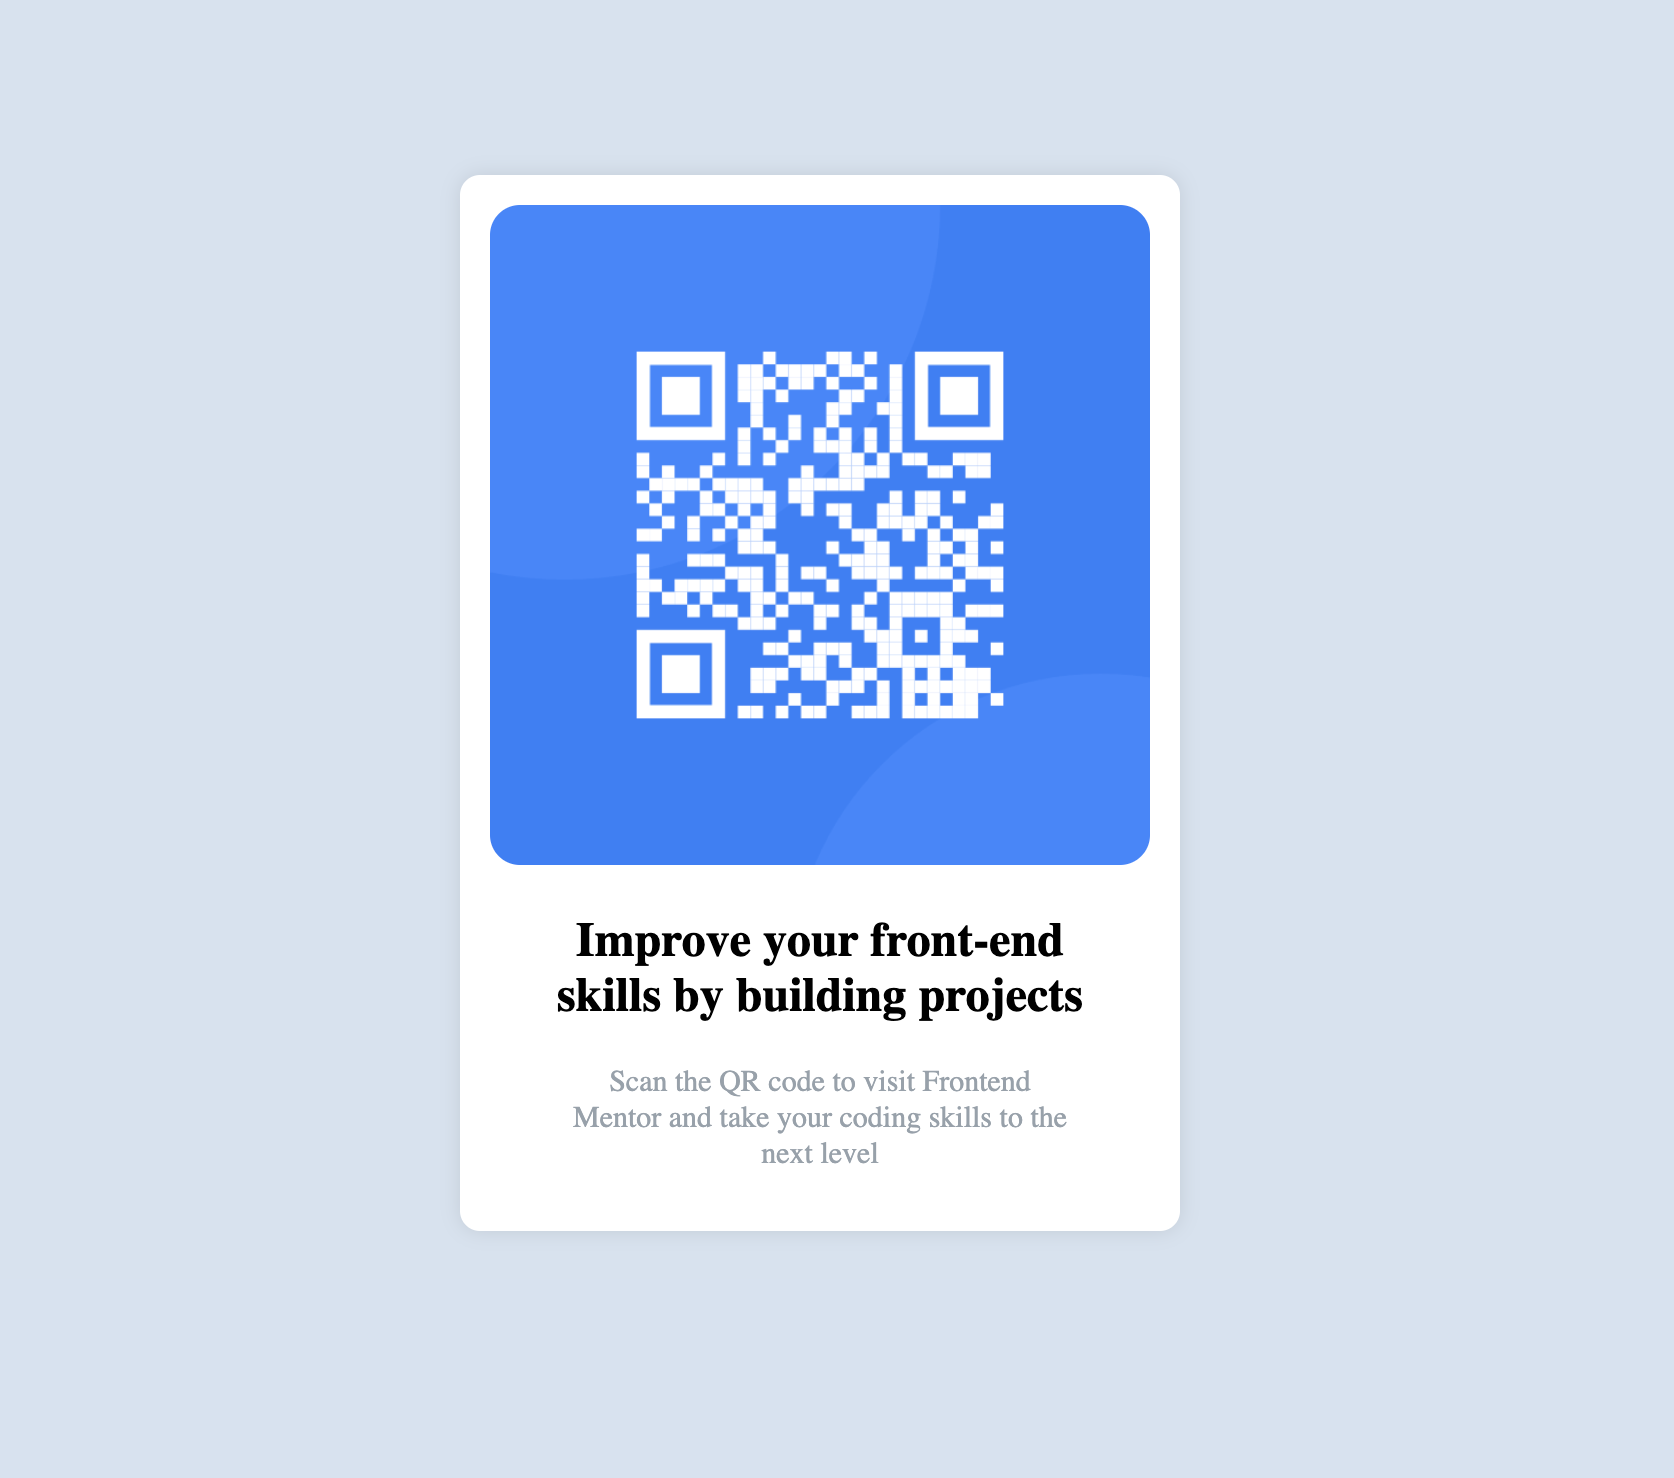 Improve your front-end
skills by building projects
Scan the QR code to visit Frontend
Mentor and take your coding skills to the
next level